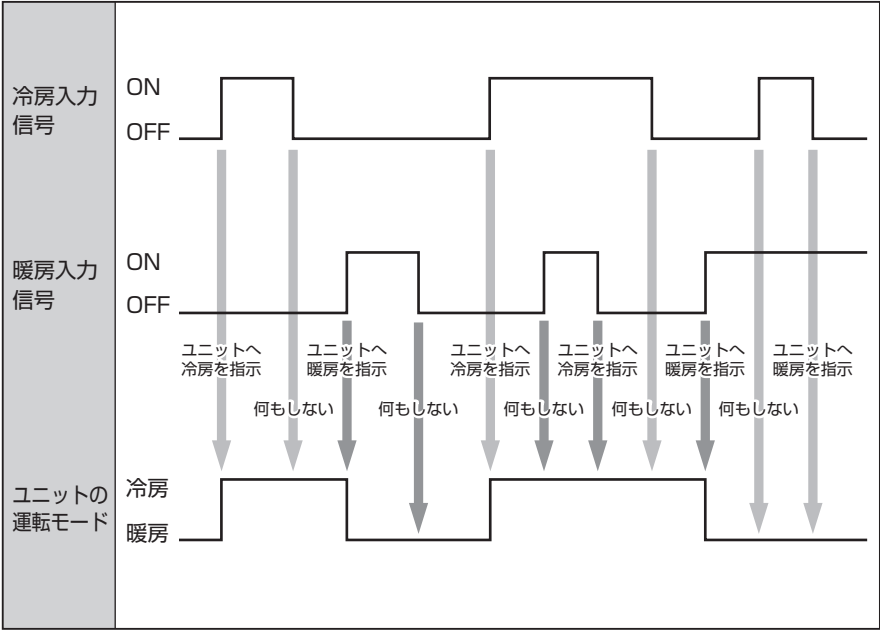 冷房入力
信号
ON
OFF
暖房入力
信号
ON
OFF
ユニットへ
冷房を指示
何もしない
ユニットへ
暖房を指示
何もしない
ユニットへ
冷房を指示
何もしない
ユニットへ
冷房を指示
何もしない
ユニットへ
暖房を指示
何もしない
ユニットへ
暖房を指示
ユニットの
運転モード
冷房
暖房